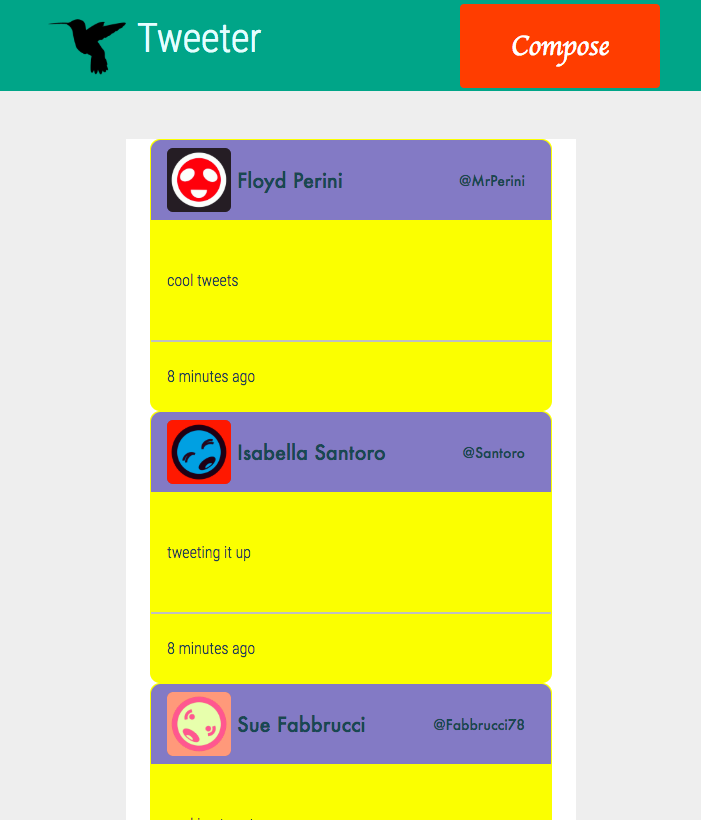 Tweeter
Compose
Floyd Perini @MrPerini
cool tweets
8 minutes ago
Isabella Santoro @Santoro
tweeting it up
8 minutes ago
Sue Fabbrucci @Fabbrucci78